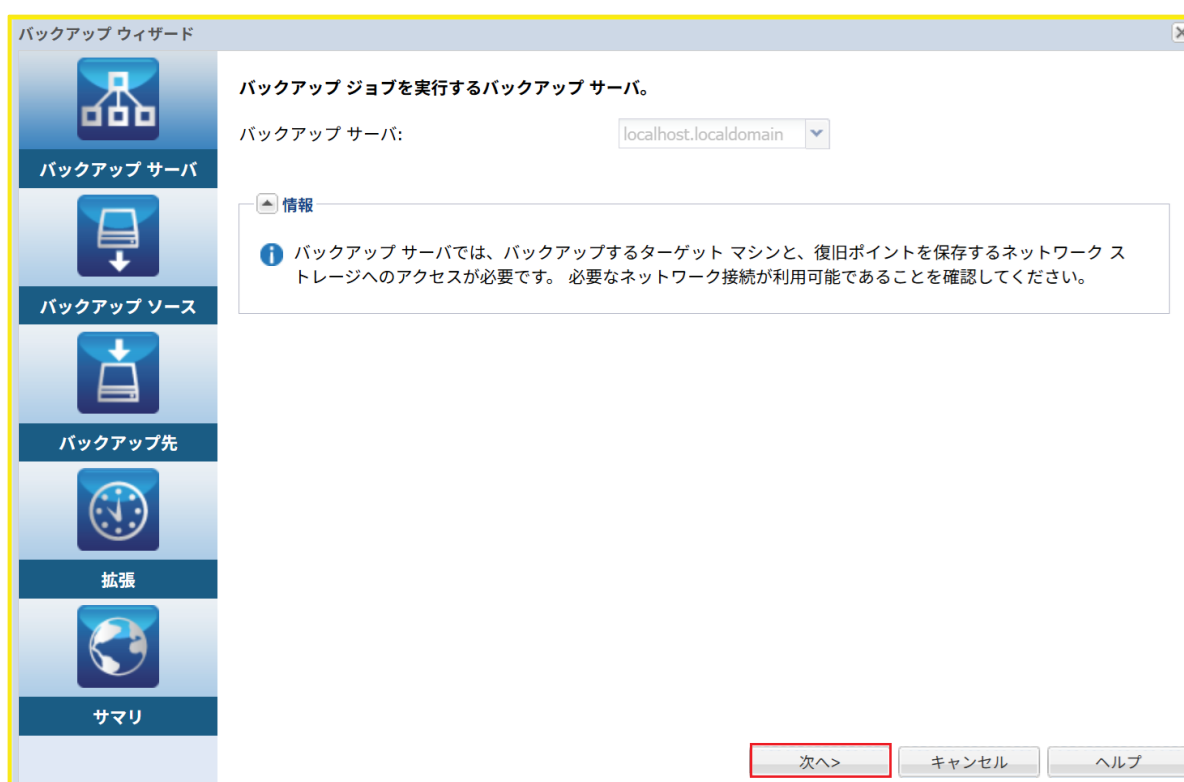 バックアップ ウィザード
バックアップ サーバ
バックアップ ソース
バックアップ先
拡張
サマリ
バックアップ ジョブを実行するバックアップ サーバ。
バックアップ サーバ: localhost.localdomain
情報
バックアップ サーバでは、バックアップするターゲット マシンと、復旧ポイントを保存するネットワーク ス
トレージへのアクセスが必要です。 必要なネットワーク接続が利用可能であることを確認してください。
次へ> キャンセル ヘルプ